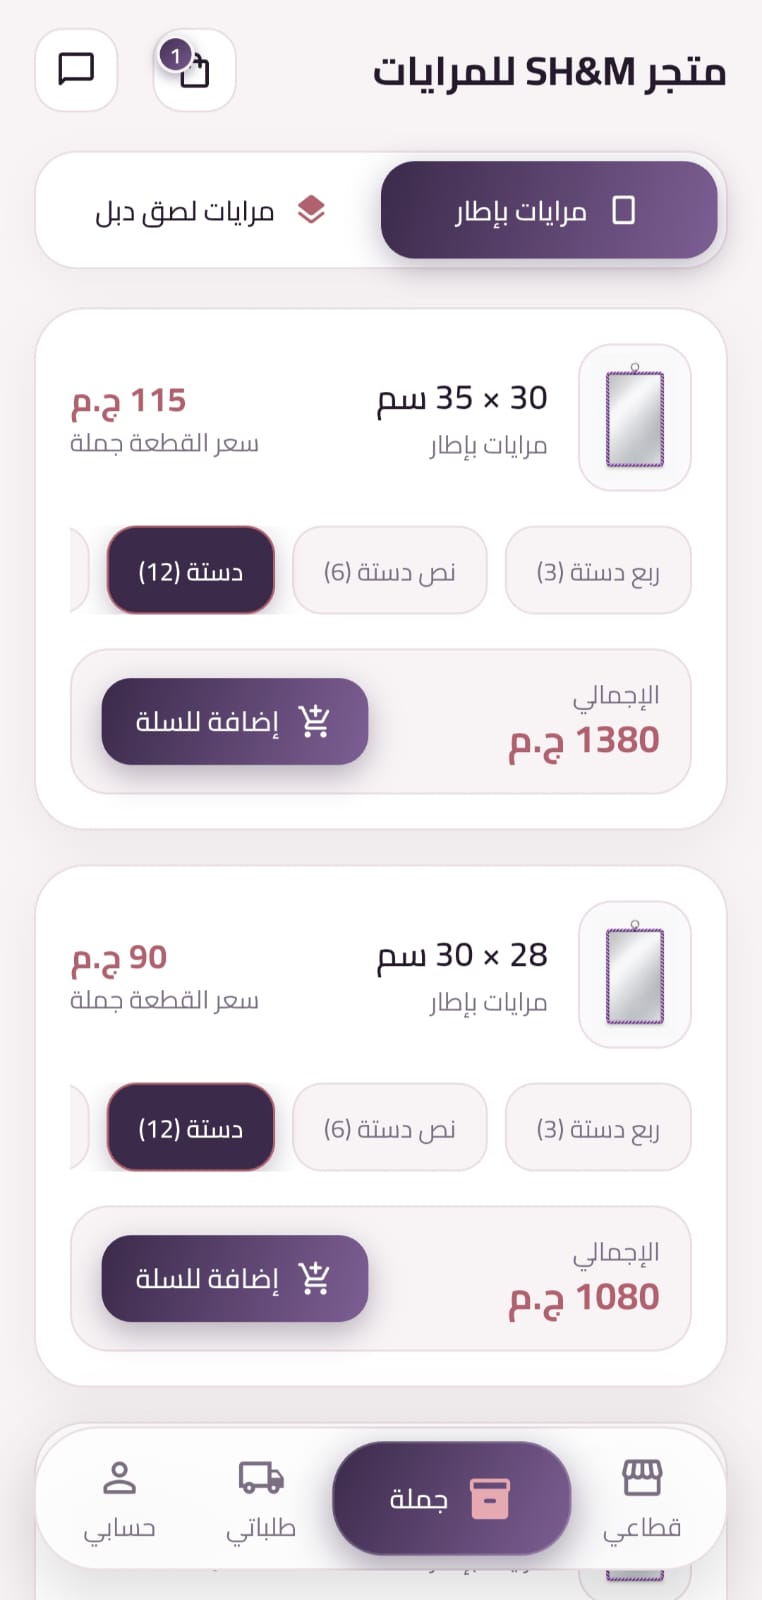 متجر SH&M للمرايات
1
مرايات بإطار
مرايات لصق دبل
30 × 35 سم
مرايات بإطار
115 ج.م
سعر القطعة جملة
ربع دستة (3)
نص دستة (6)
دستة (12)
الإجمالي
1380 ج.م
إضافة للسلة
28 × 30 سم
مرايات بإطار
90 ج.م
سعر القطعة جملة
ربع دستة (3)
نص دستة (6)
دستة (12)
الإجمالي
1080 ج.م
إضافة للسلة
قطاعي
جملة
طلباتي
حسابي